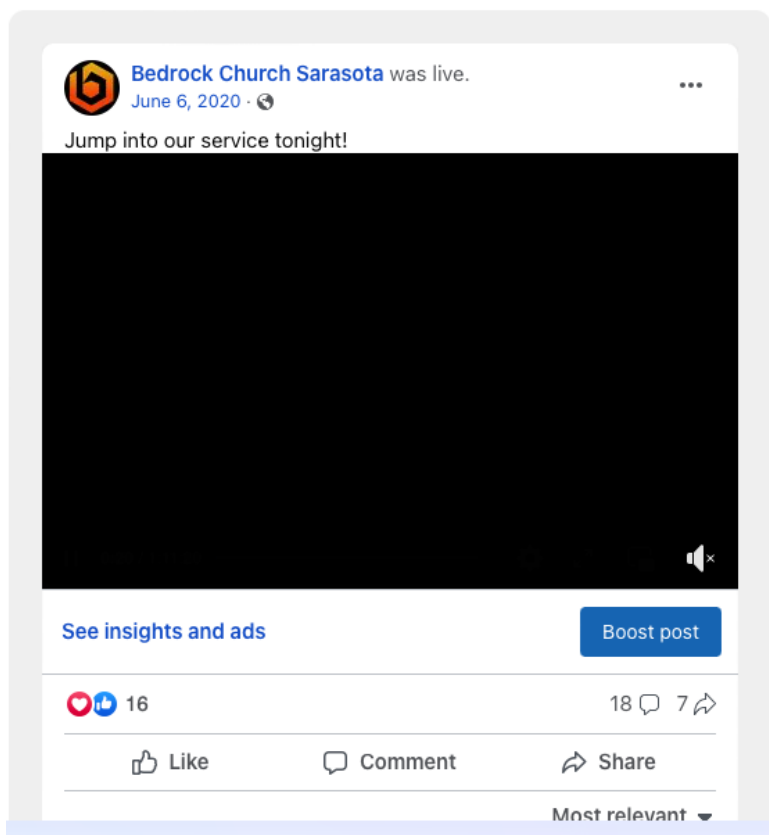 Bedrock Church Sarasota was live.
June 6, 2020 ·
Jump into our service tonight!
See insights and ads
Boost post
16
18 7
Like Comment Share
Most relevant